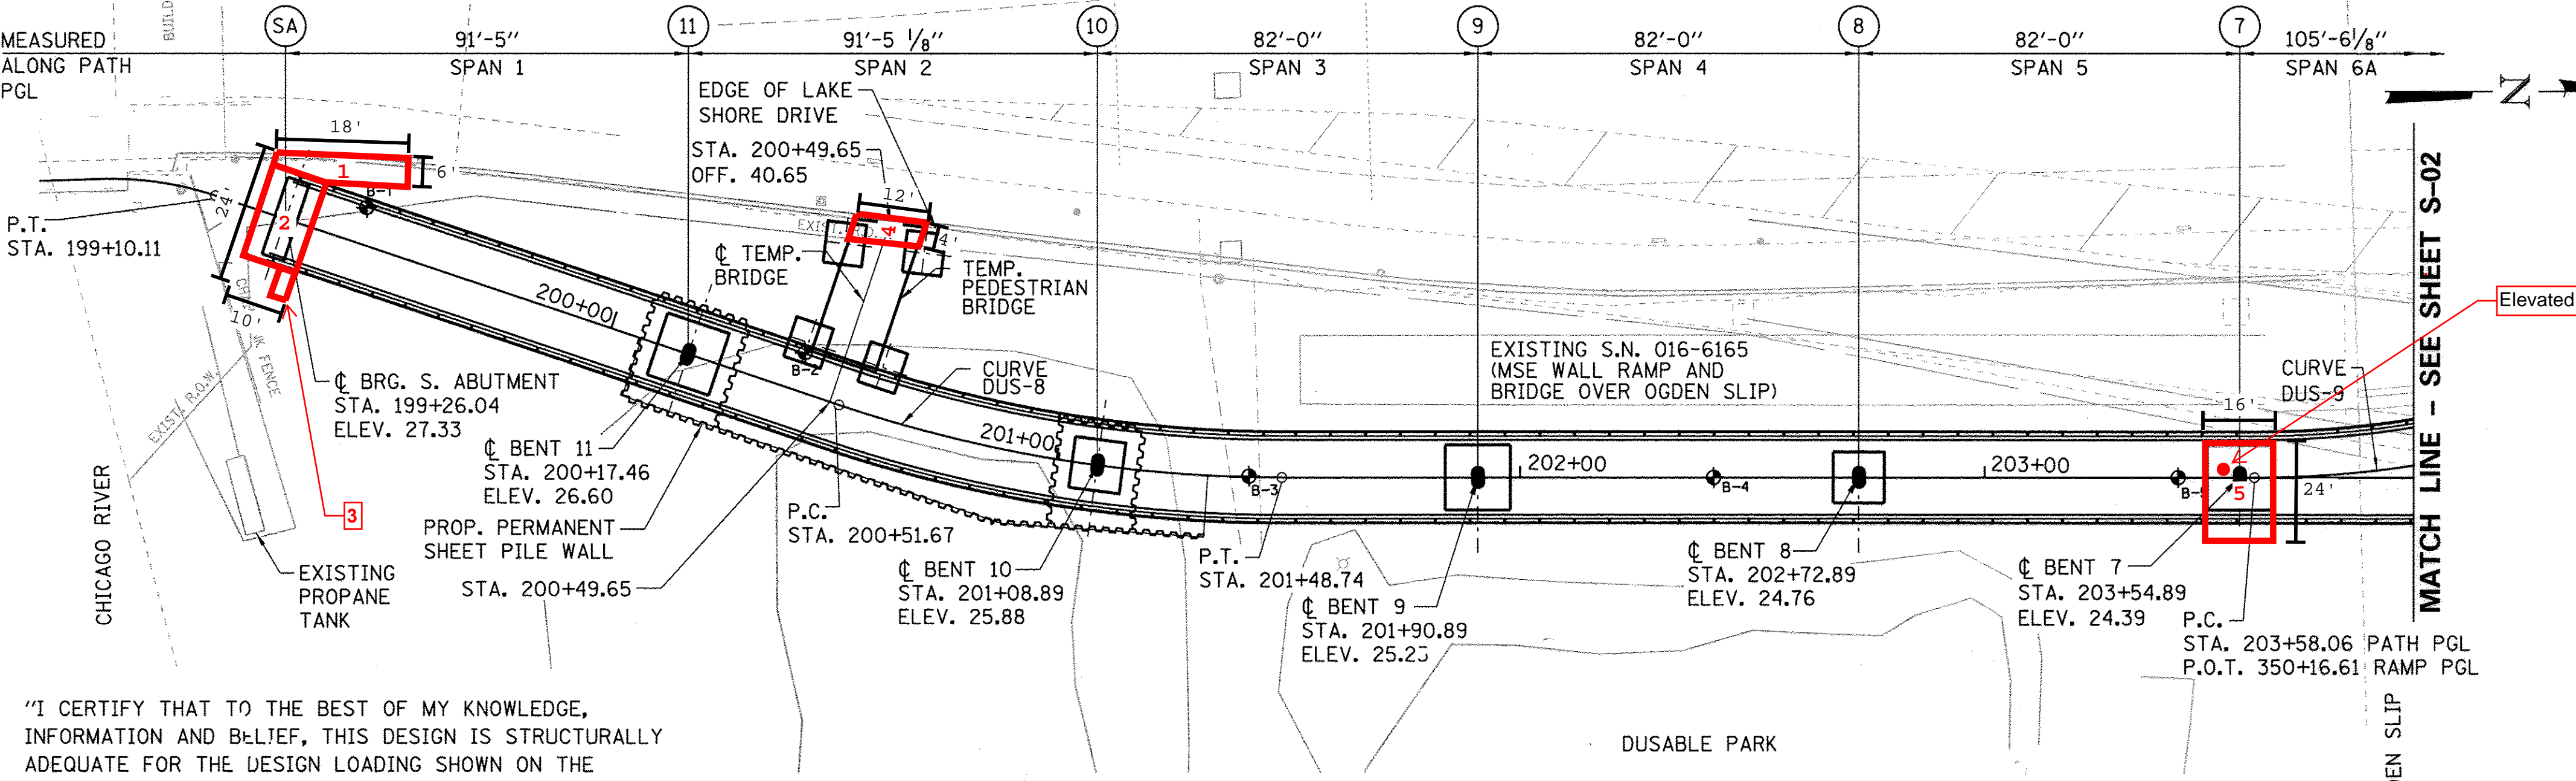 SA
11
10
9
8
7
MEASURED
ALONG PATH
PGL
91'-5"
SPAN 1
91'-5 1/8"
SPAN 2
82'-0"
SPAN 3
82'-0"
SPAN 4
82'-0"
SPAN 5
105'-6 1/8"
SPAN 6A
N
EDGE OF LAKE
SHORE DRIVE
STA. 200+49.65
OFF. 40.65
18'
1
6'
B-1
24'
2
10'
3
12'
4
4'
P.T.
STA. 199+10.11
℄ TEMP.
BRIDGE
TEMP.
PEDESTRIAN
BRIDGE
B-2
200+00
CURVE
DUS-8
201+00
EXIST. R.O.W.
℄ BRG. S. ABUTMENT
STA. 199+26.04
ELEV. 27.33
℄ BENT 11
STA. 200+17.46
ELEV. 26.60
PROP. PERMANENT
SHEET PILE WALL
STA. 200+49.65
EXISTING
PROPANE
TANK
CHICAGO RIVER
P.C.
STA. 200+51.67
℄ BENT 10
STA. 201+08.89
ELEV. 25.88
B-3
P.T.
STA. 201+48.74
EXISTING S.N. 016-6165
(MSE WALL RAMP AND
BRIDGE OVER OGDEN SLIP)
202+00
B-4
203+00
℄ BENT 9
STA. 201+90.89
ELEV. 25.23
℄ BENT 8
STA. 202+72.89
ELEV. 24.76
℄ BENT 7
STA. 203+54.89
ELEV. 24.39
CURVE
DUS-9
16'
5
24'
Elevated
P.C.
STA. 203+58.06 PATH PGL
P.O.T. 350+16.61 RAMP PGL
MATCH LINE - SEE SHEET S-02
DUSABLE PARK
"I CERTIFY THAT TO THE BEST OF MY KNOWLEDGE,
INFORMATION AND BELIEF, THIS DESIGN IS STRUCTURALLY
ADEQUATE FOR THE DESIGN LOADING SHOWN ON THE